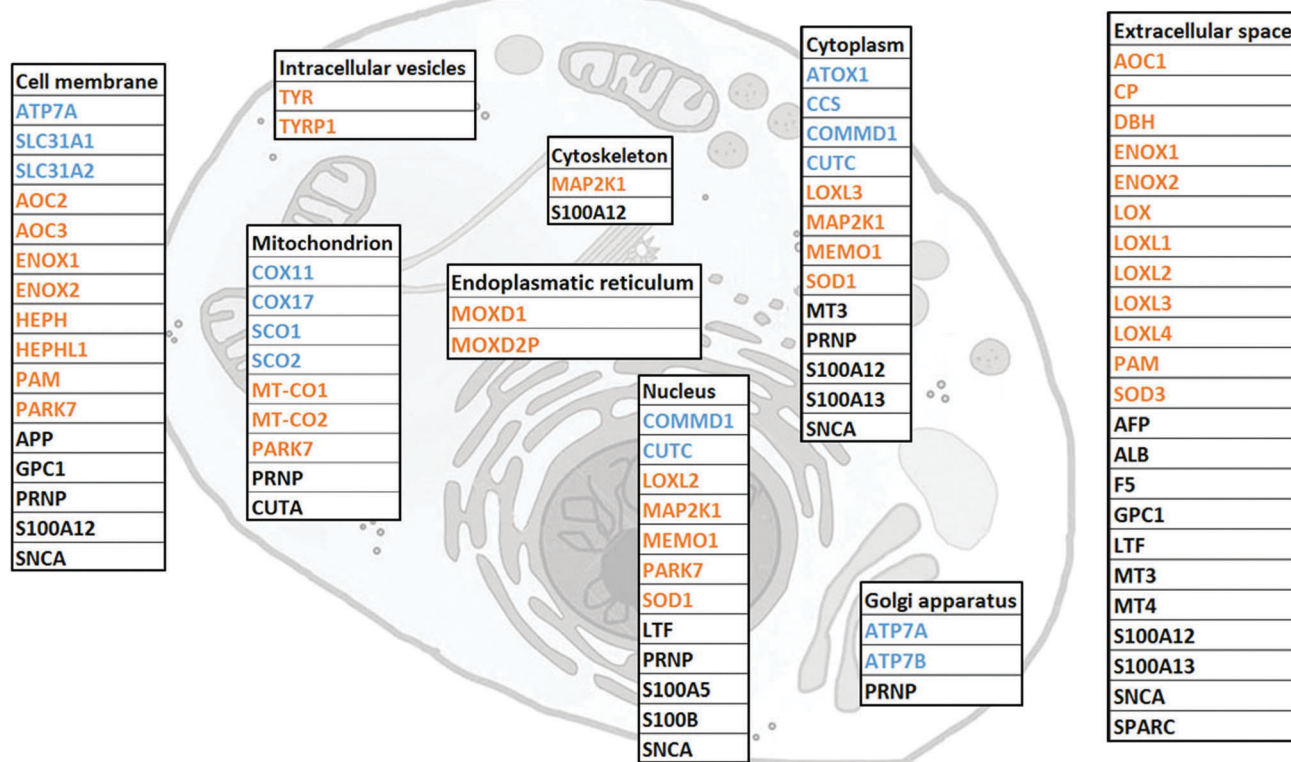 Cell membrane
ATP7A
SLC31A1
SLC31A2
AOC2
AOC3
ENOX1
ENOX2
HEPH
HEPHL1
PAM
PARK7
APP
GPC1
PRNP
S100A12
SNCA
Intracellular vesicles
TYR
TYRP1
Mitochondrion
COX11
COX17
SCO1
SCO2
MT-CO1
MT-CO2
PARK7
PRNP
CUTA
Cytoskeleton
MAP2K1
S100A12
Endoplasmatic reticulum
MOXD1
MOXD2P
Nucleus
COMMD1
CUTC
LOXL2
MAP2K1
MEMO1
PARK7
SOD1
LTF
PRNP
S100A5
S100B
SNCA
Cytoplasm
ATOX1
CCS
COMMD1
CUTC
LOXL3
MAP2K1
MEMO1
SOD1
MT3
PRNP
S100A12
S100A13
SNCA
Golgi apparatus
ATP7A
ATP7B
PRNP
Extracellular space
AOC1
CP
DBH
ENOX1
ENOX2
LOX
LOXL1
LOXL2
LOXL3
LOXL4
PAM
SOD3
AFP
ALB
F5
GPC1
LTF
MT3
MT4
S100A12
S100A13
SNCA
SPARC